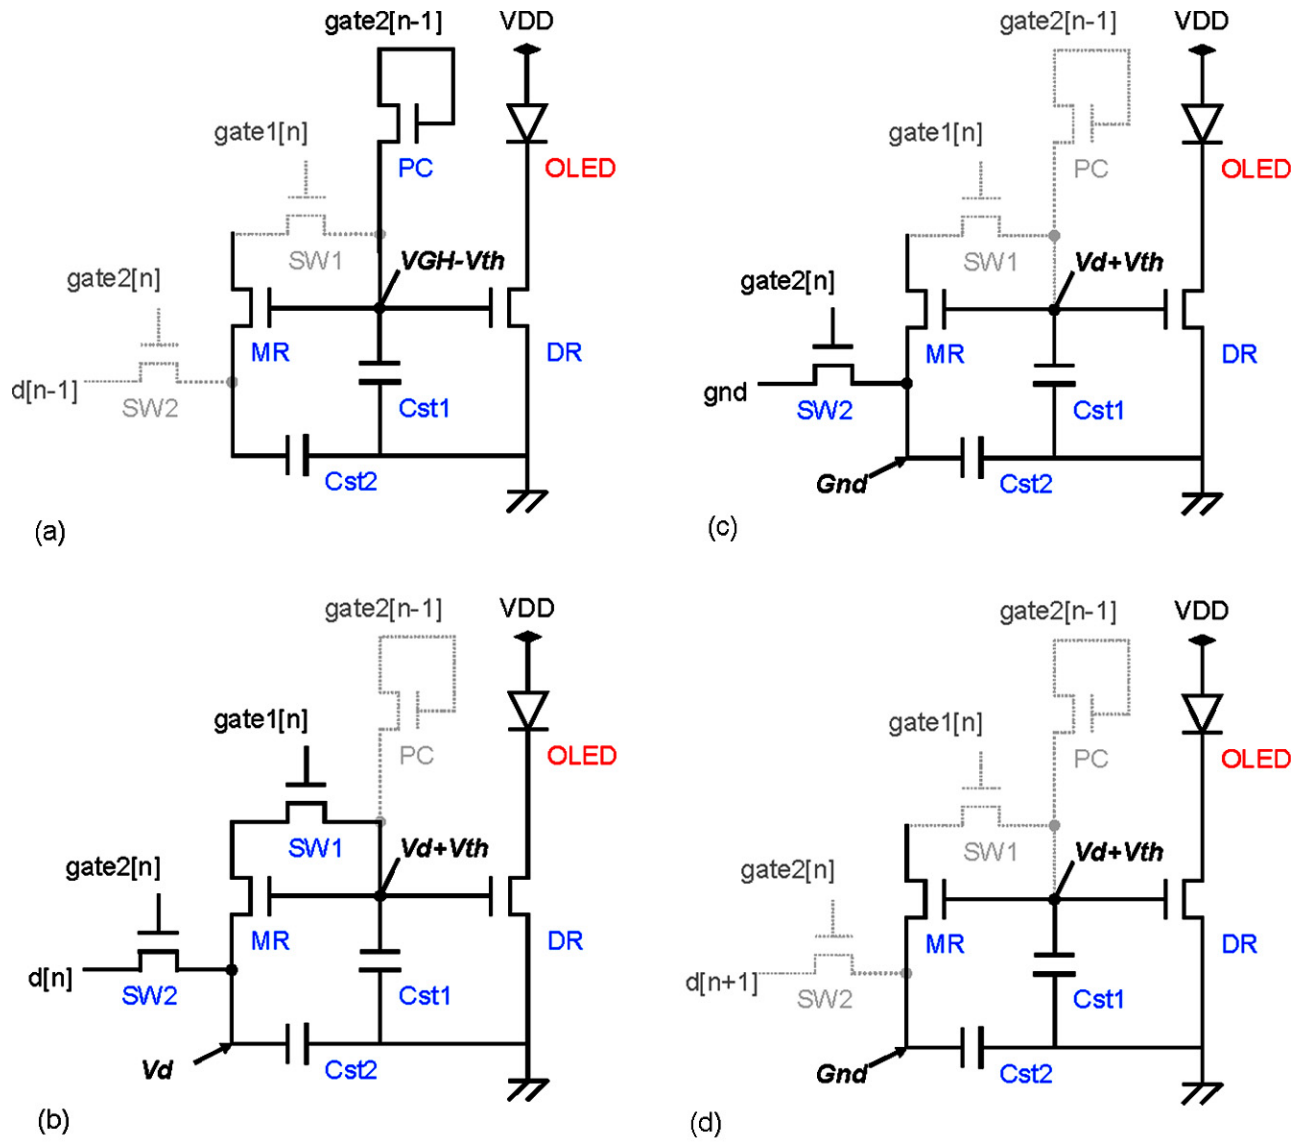 gate2[n-1] VDD
gate1[n]
PC OLED
SW1 VGH-Vth
gate2[n]
MR DR
d[n-1] SW2 Cst1
Cst2
(a)
gate2[n-1] VDD
gate1[n]
PC OLED
SW1 Vd+Vth
gate2[n]
MR DR
gnd SW2 Cst1
Gnd Cst2
(c)
gate2[n-1] VDD
gate1[n]
PC OLED
SW1 Vd+Vth
gate2[n]
MR DR
d[n] SW2 Cst1
Vd Cst2
(b)
gate2[n-1] VDD
gate1[n]
PC OLED
SW1 Vd+Vth
gate2[n]
MR DR
d[n+1] SW2 Cst1
Gnd Cst2
(d)